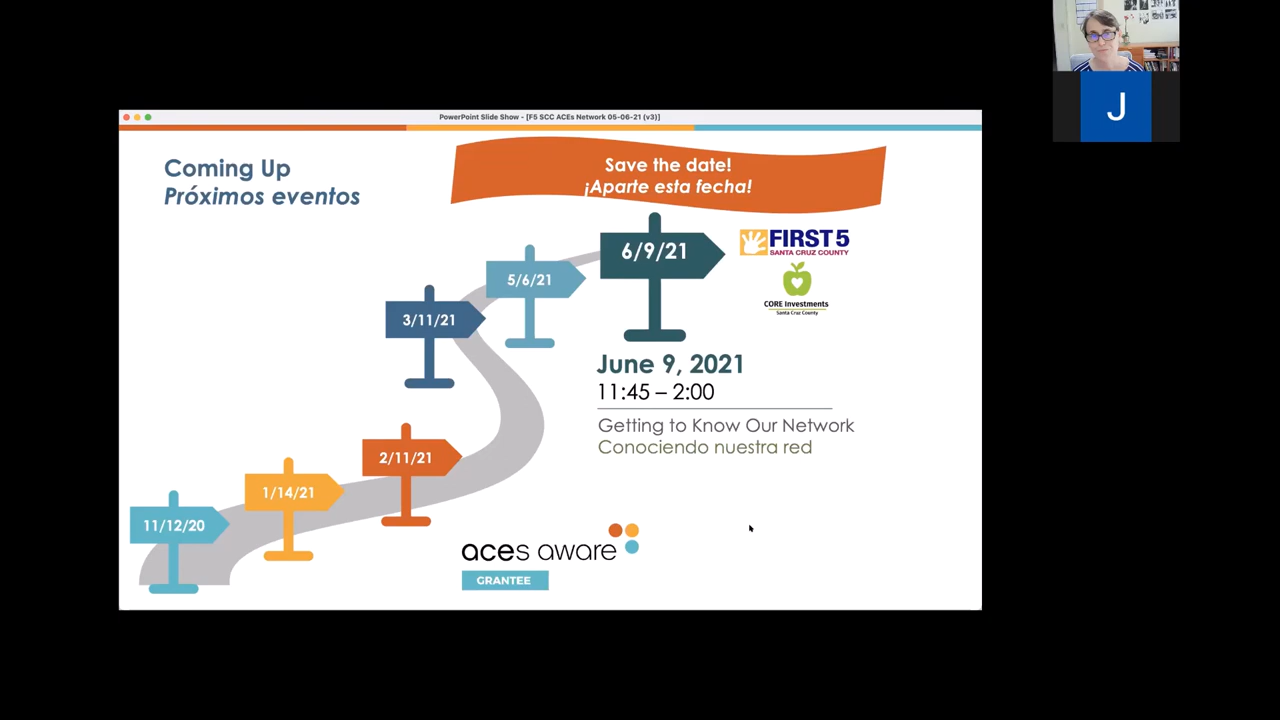 PowerPoint Slide Show - [F5 SCC ACEs Network 05-06-21 (v3)]
Coming Up
Próximos eventos
Save the date!
¡Aparte esta fecha!
6/9/21
5/6/21
3/11/21
2/11/21
1/14/21
11/12/20
FIRST 5
SANTA CRUZ COUNTY
CORE Investments
Santa Cruz County
June 9, 2021
11:45 – 2:00
Getting to Know Our Network
Conociendo nuestra red
aces aware
GRANTEE
J